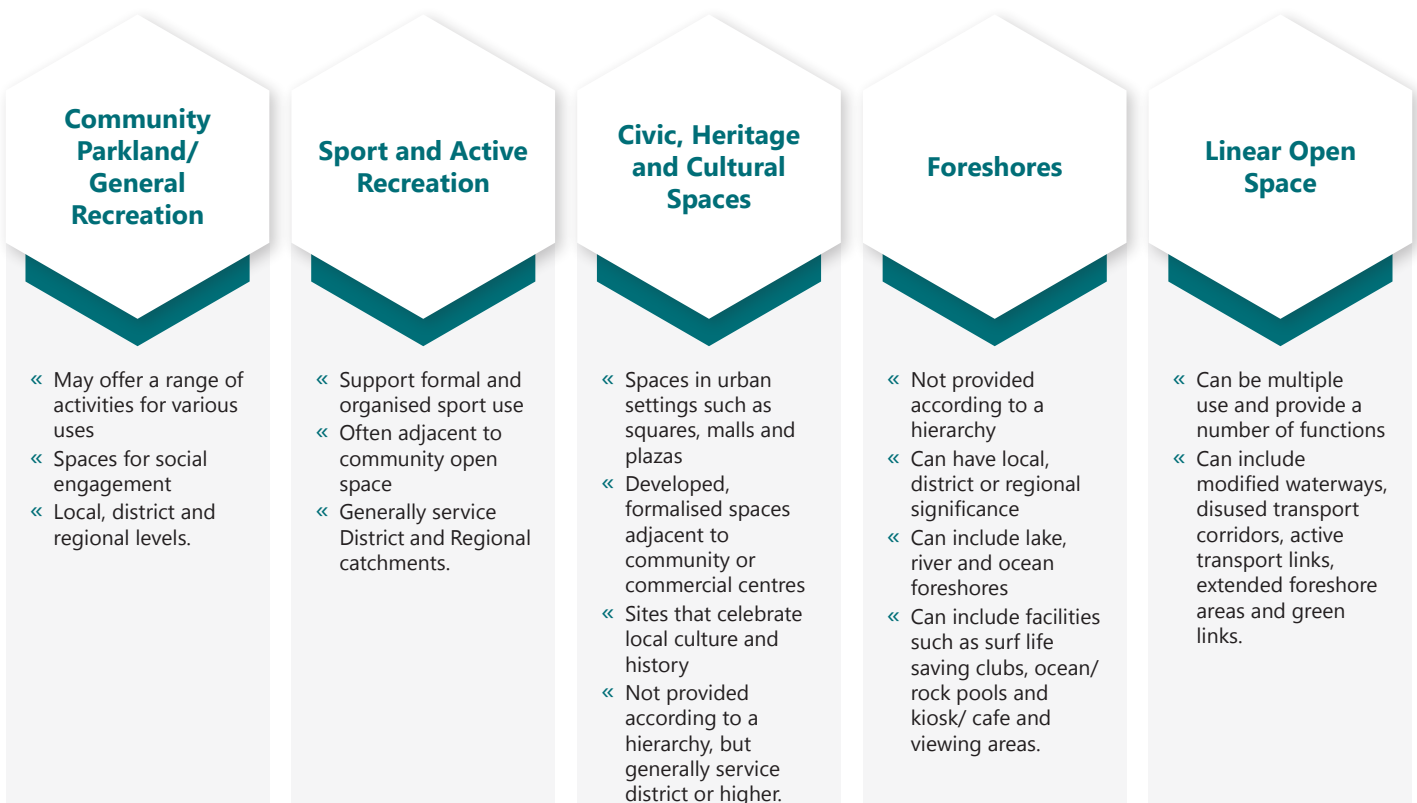 Community
Parkland/
General
Recreation
« May offer a range of
activities for various
uses
« Spaces for social
engagement
« Local, district and
regional levels.
Sport and Active
Recreation
« Support formal and
organised sport use
« Often adjacent to
community open
space
« Generally service
District and Regional
catchments.
Civic, Heritage
and Cultural
Spaces
« Spaces in urban
settings such as
squares, malls and
plazas
« Developed,
formalised spaces
adjacent to
community or
commercial centres
« Sites that celebrate
local culture and
history
« Not provided
according to a
hierarchy, but
generally service
district or higher.
Foreshores
« Not provided
according to a
hierarchy
« Can have local,
district or regional
significance
« Can include lake,
river and ocean
foreshores
« Can include facilities
such as surf life
saving clubs, ocean/
rock pools and
kiosk/ cafe and
viewing areas.
Linear Open
Space
« Can be multiple
use and provide a
number of functions
« Can include
modified waterways,
disused transport
corridors, active
transport links,
extended foreshore
areas and green
links.